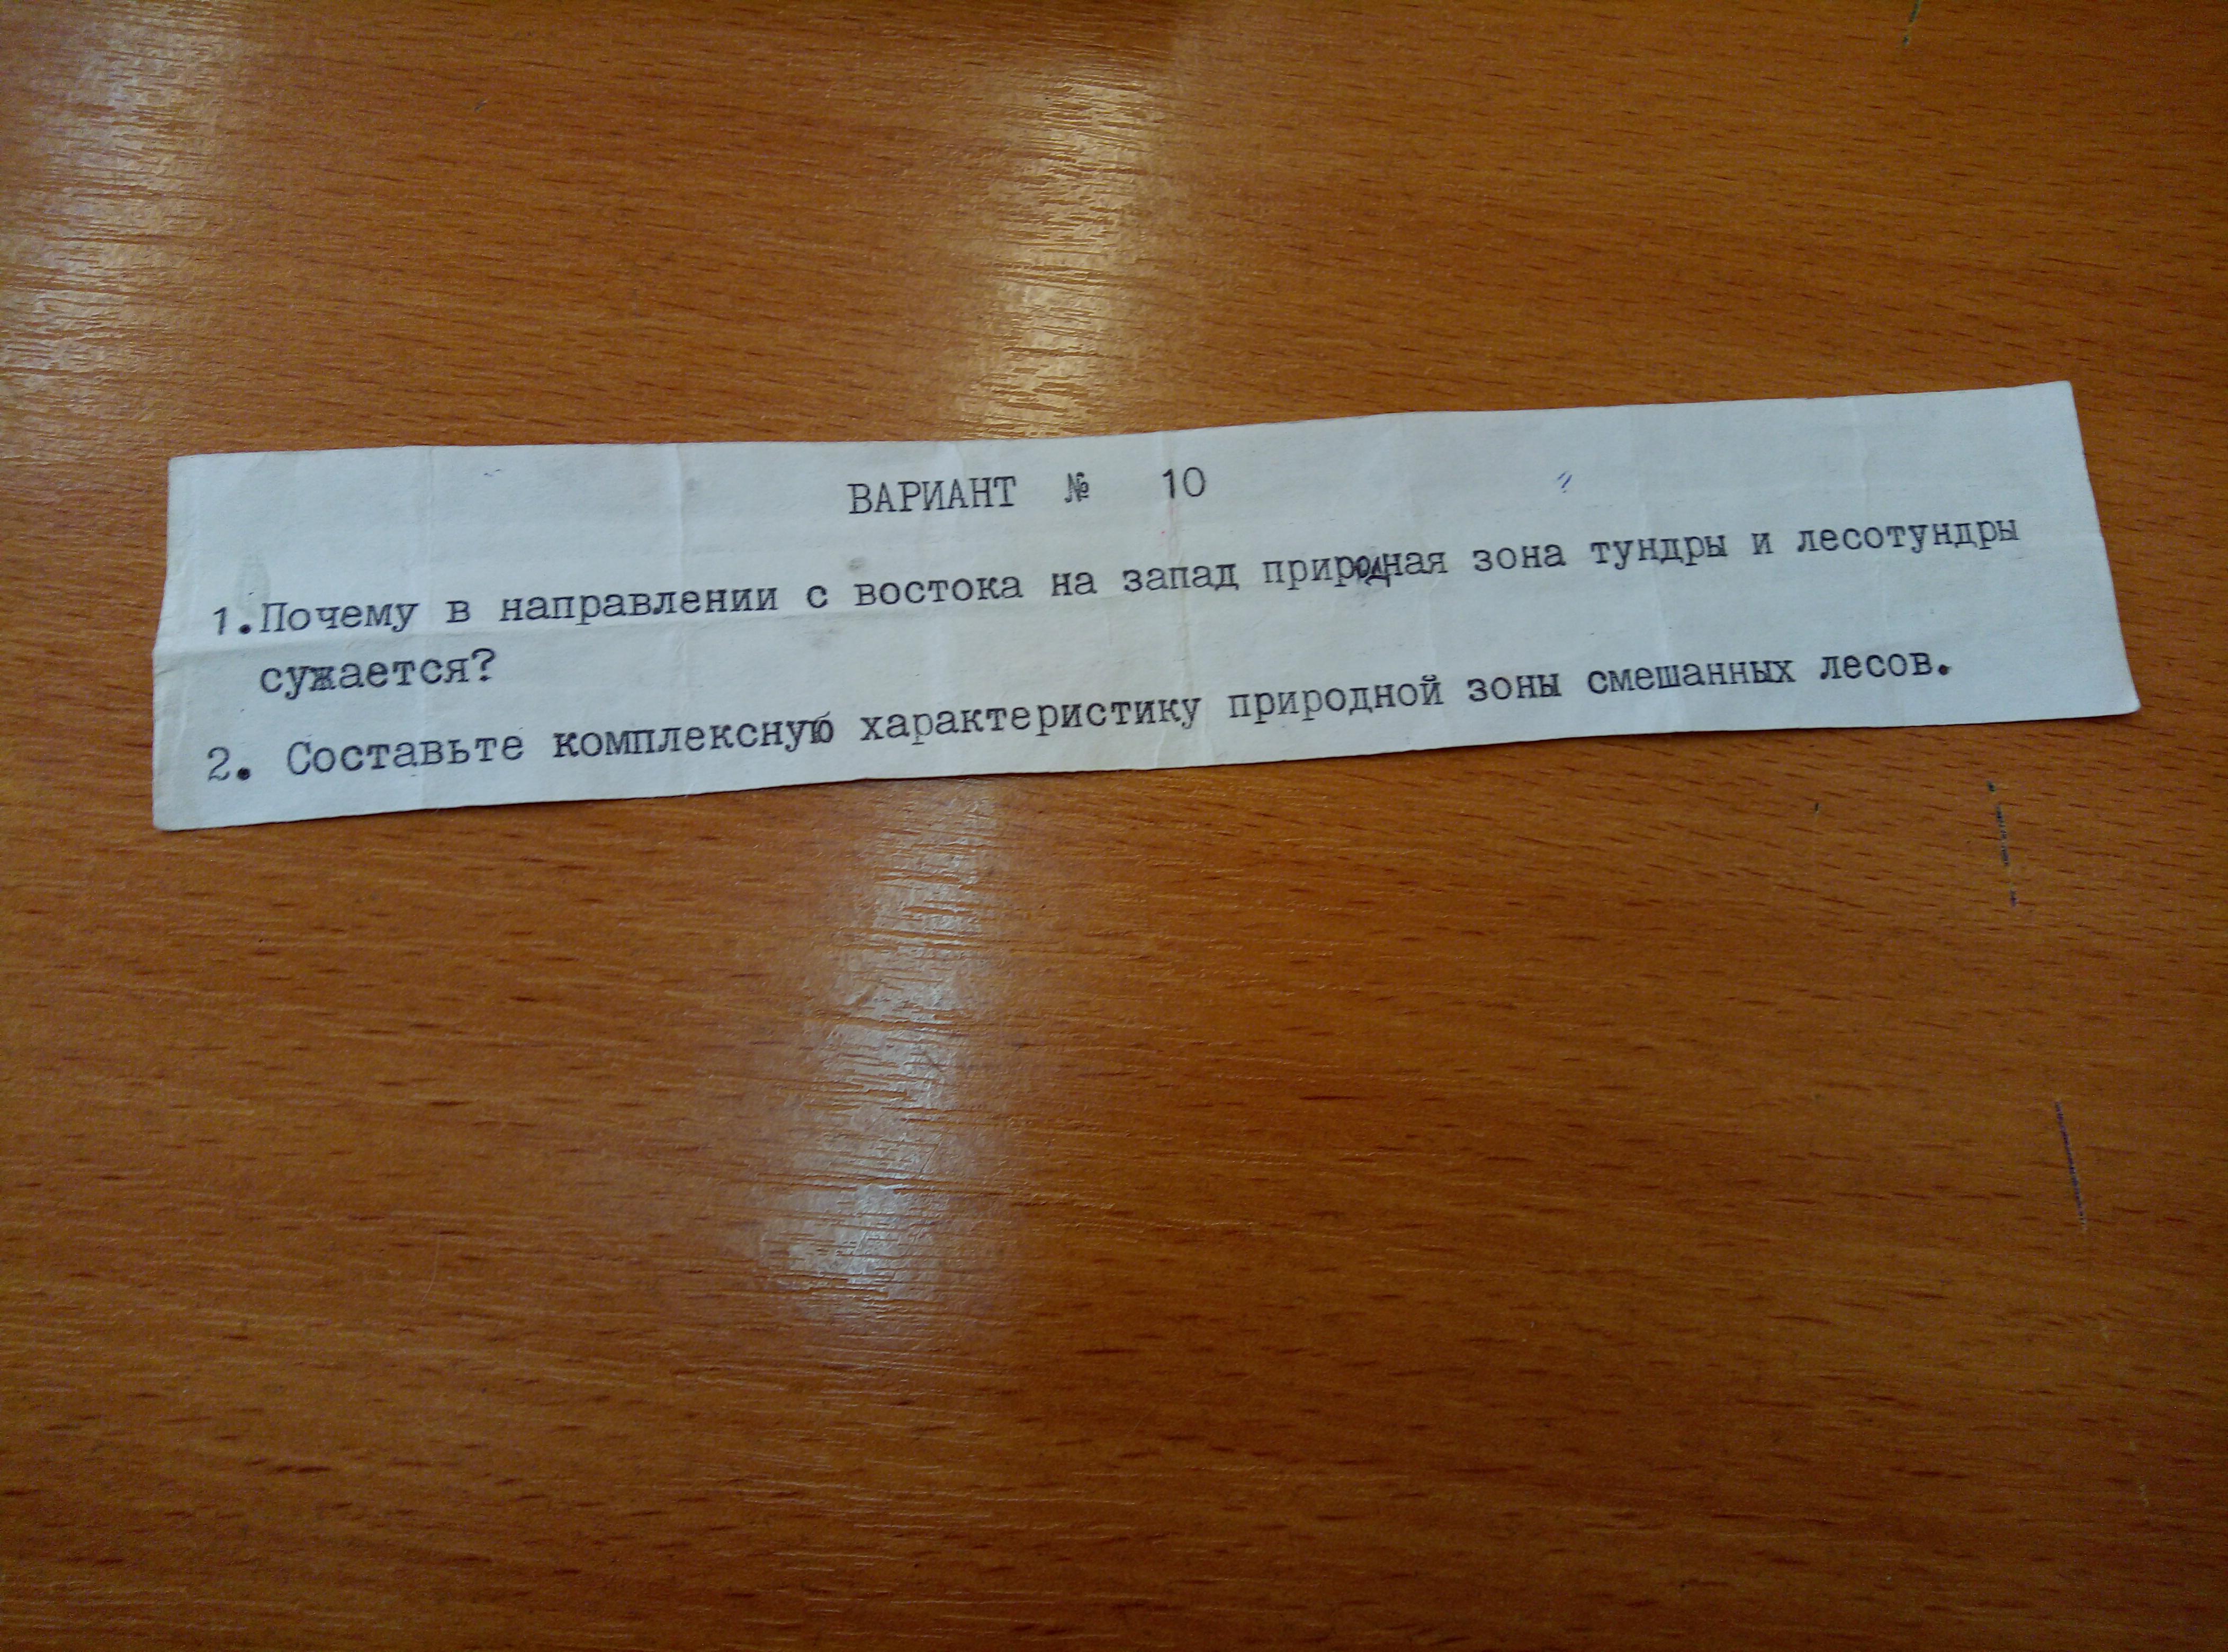 ВАРИАНТ № 10
1.Почему в направлении с востока на запад природная зона тундры и лесотундры
сужается?
2. Составьте комплексную характеристику природной зоны смешанных лесов.